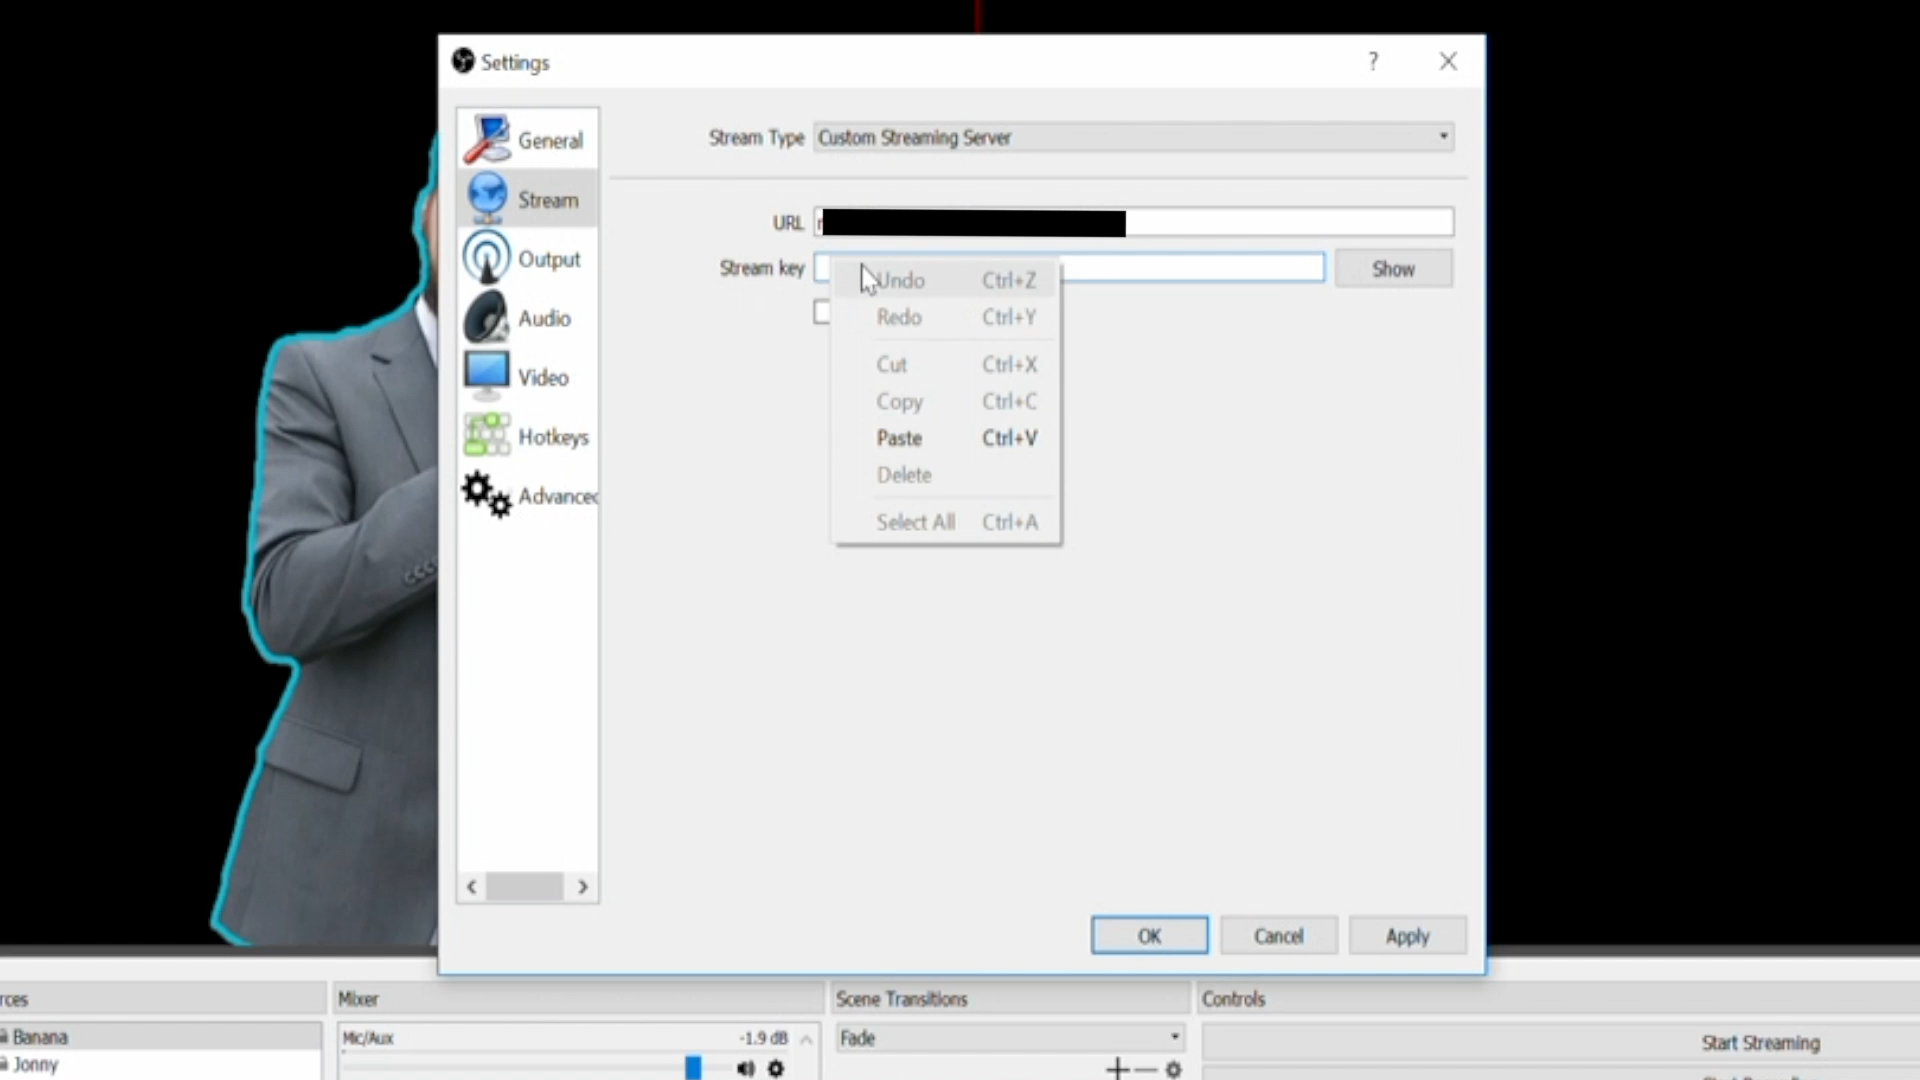 Settings
?
General
Stream
Output
Audio
Video
Hotkeys
Advanced
Stream Type Custom Streaming Server
URL
Stream key
Show
Undo Ctrl+Z
Redo Ctrl+Y
Cut Ctrl+X
Copy Ctrl+C
Paste Ctrl+V
Delete
Select All Ctrl+A
OK Cancel Apply
rces
Banana
Jonny
Mixer
Mic/Aux -1.9 dB
Scene Transitions
Fade
Controls
Start Streaming